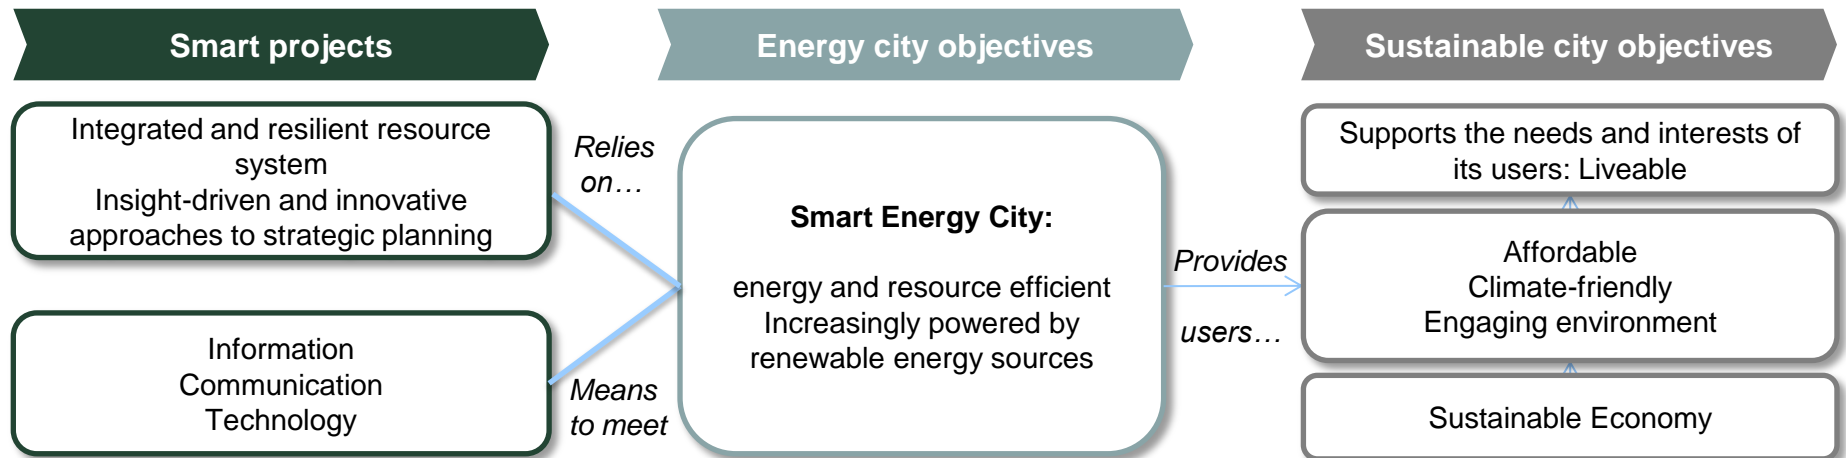 Smart projects
Energy city objectives
Sustainable city objectives
Integrated and resilient resource
system
Insight-driven and innovative
approaches to strategic planning
Information
Communication
Technology
Relies
on…
Means
to meet
Smart Energy City:
energy and resource efficient
Increasingly powered by
renewable energy sources
Provides
users…
Supports the needs and interests of
its users: Liveable
Affordable
Climate-friendly
Engaging environment
Sustainable Economy